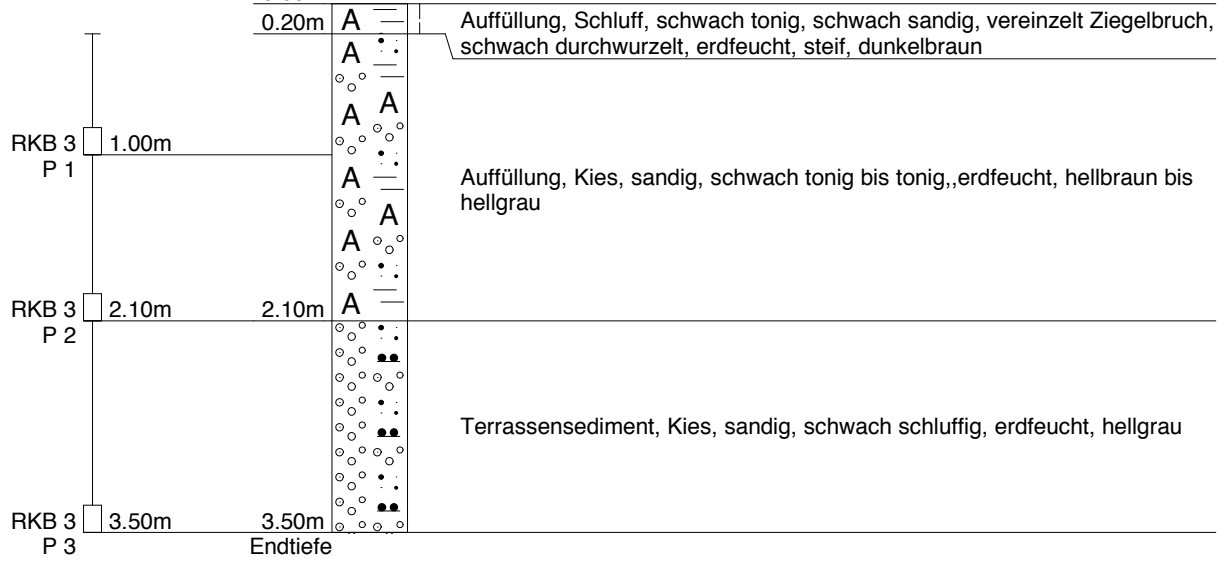 0.20m
Auffüllung, Schluff, schwach tonig, schwach sandig, vereinzelt Ziegelbruch,
schwach durchwurzelt, erdfeucht, steif, dunkelbraun
A
A
A
A
RKB 3 1.00m
P 1
A
Auffüllung, Kies, sandig, schwach tonig bis tonig,,erdfeucht, hellbraun bis
hellgrau
A
A
A
RKB 3 2.10m 2.10m
P 2
Terrassensediment, Kies, sandig, schwach schluffig, erdfeucht, hellgrau
RKB 3 3.50m 3.50m
P 3 Endtiefe